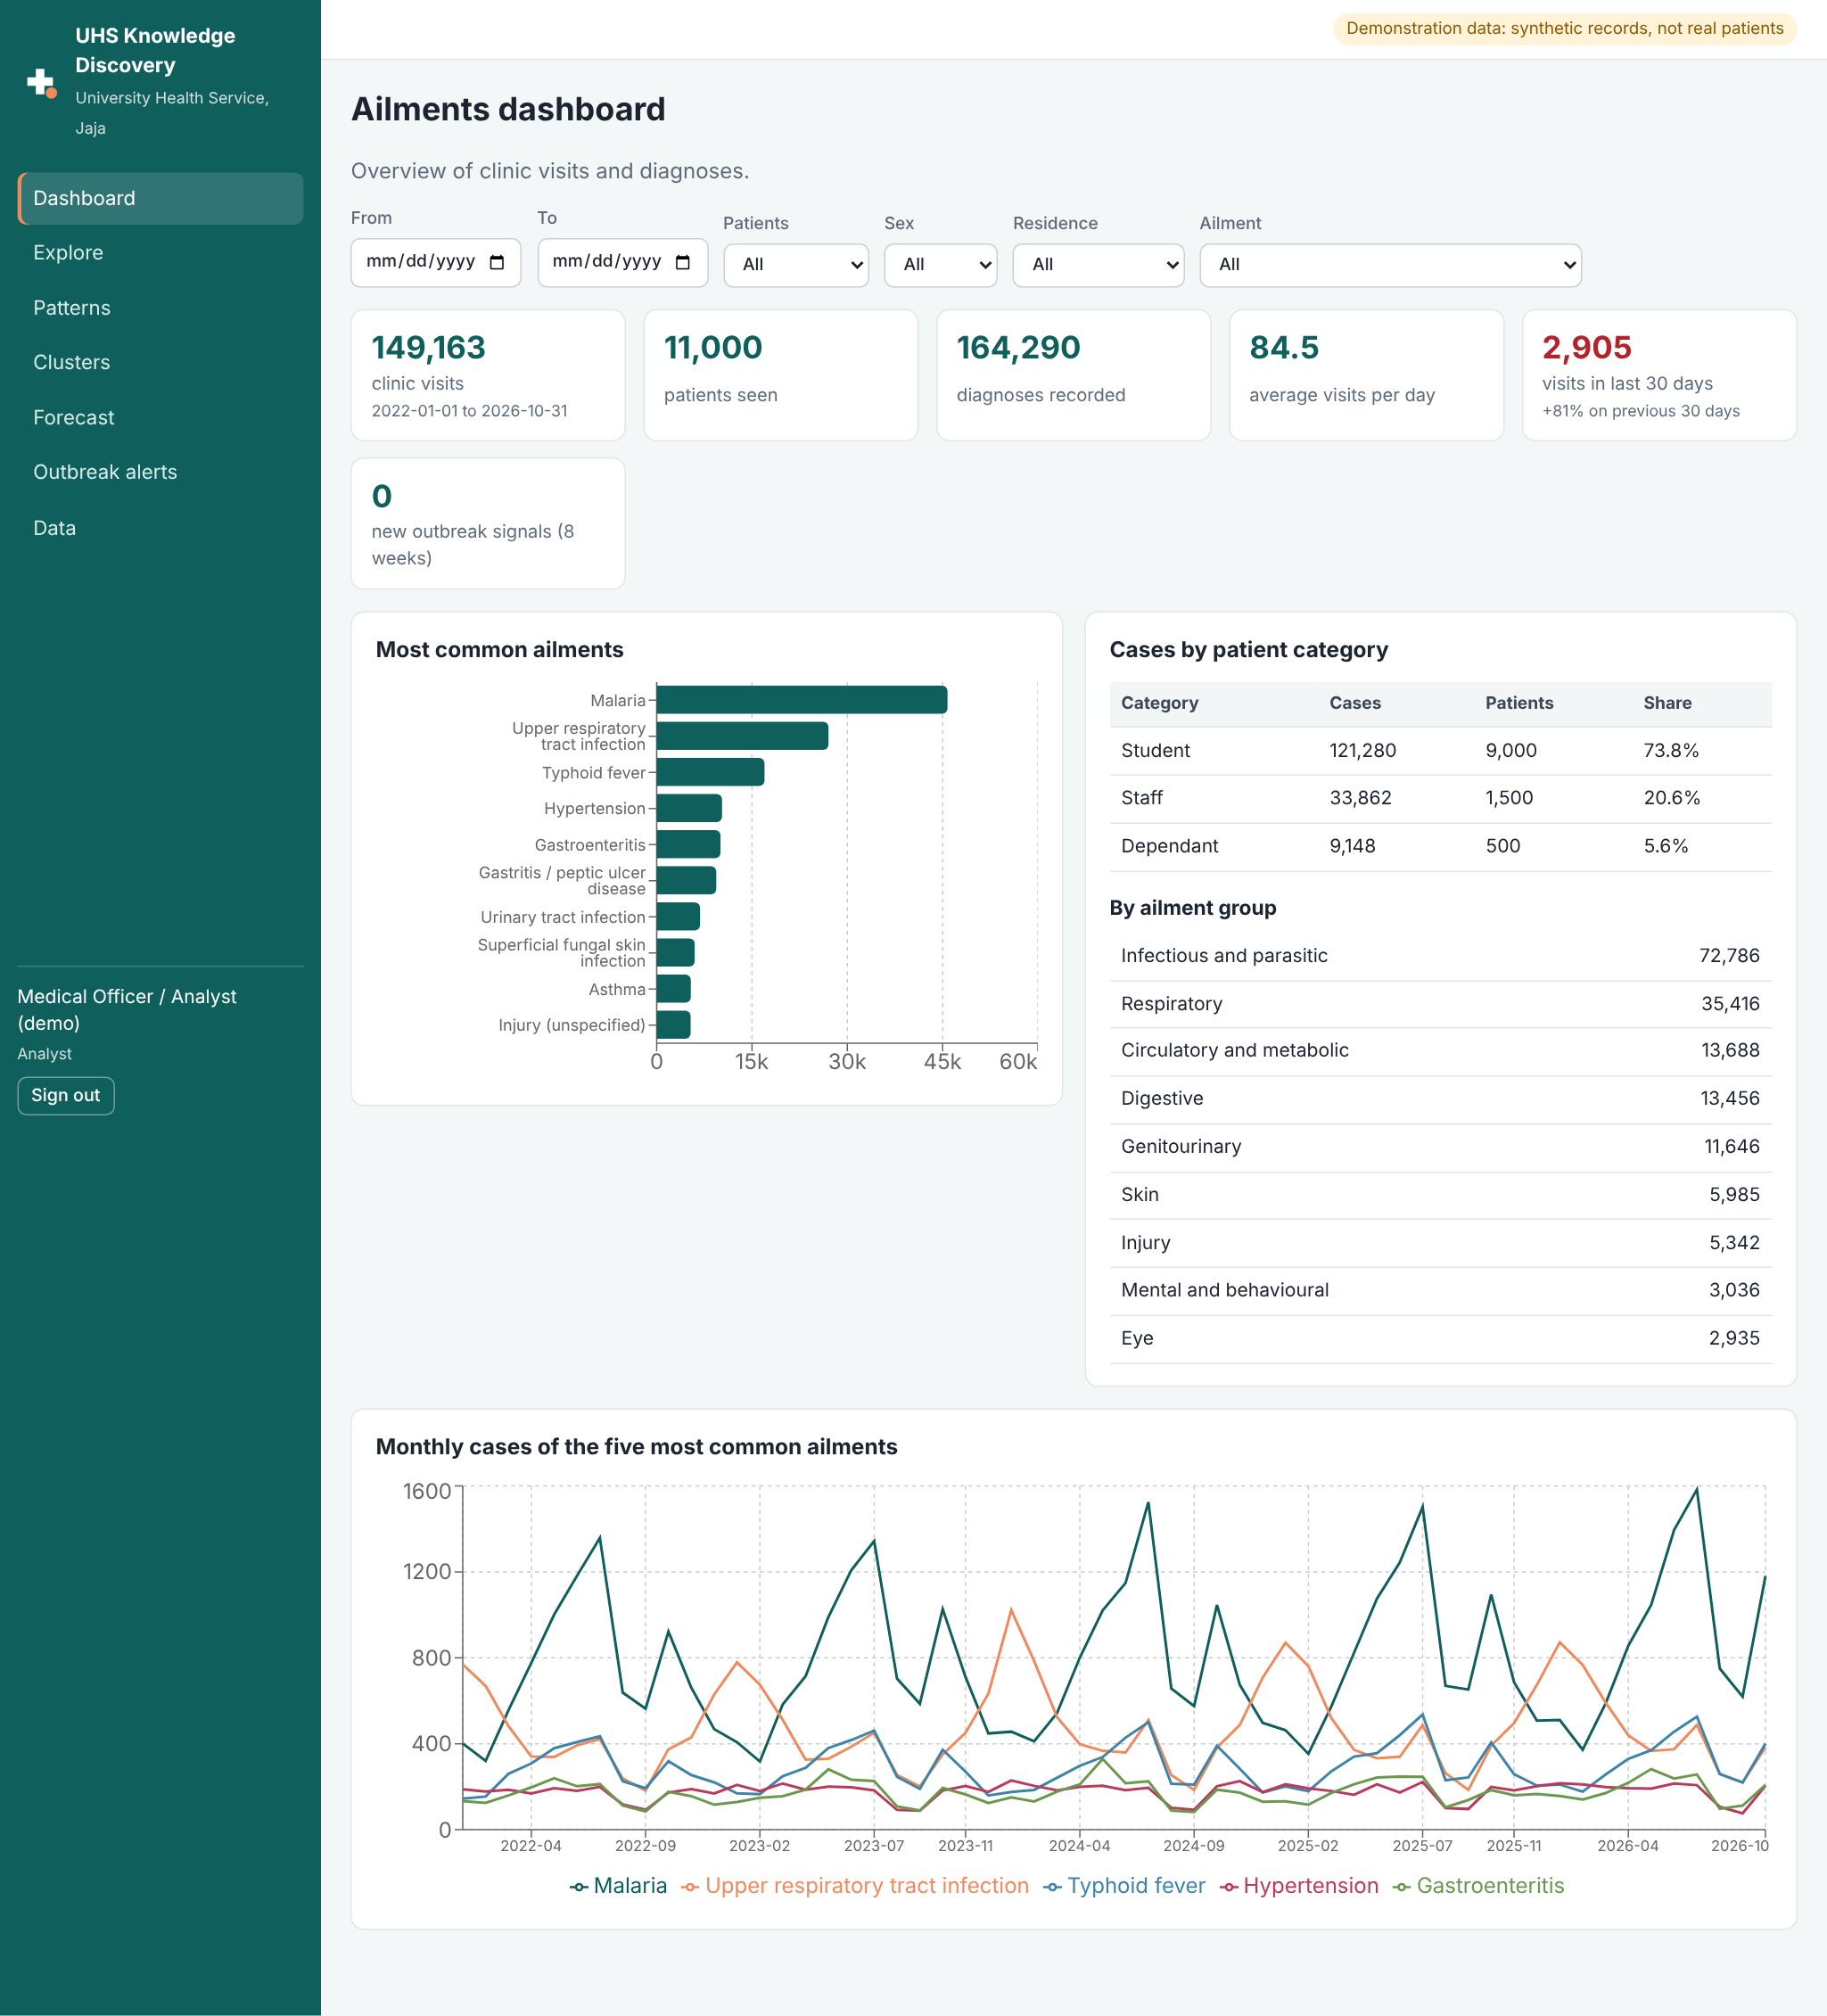 UHS Knowledge
Discovery
University Health Service,
Jaja
Dashboard
Explore
Patterns
Clusters
Forecast
Outbreak alerts
Data
Medical Officer / Analyst
(demo)
Analyst
Sign out
Demonstration data: synthetic records, not real patients
Ailments dashboard
Overview of clinic visits and diagnoses.
From To Patients Sex Residence Ailment
mm/dd/yyyy mm/dd/yyyy All All All All
149,163
clinic visits
2022-01-01 to 2026-10-31
11,000
patients seen
164,290
diagnoses recorded
84.5
average visits per day
2,905
visits in last 30 days
+81% on previous 30 days
0
new outbreak signals (8
weeks)
Most common ailments
Malaria
Upper respiratory
tract infection
Typhoid fever
Hypertension
Gastroenteritis
Gastritis / peptic ulcer
disease
Urinary tract infection
Superficial fungal skin
infection
Asthma
Injury (unspecified)
0 15k 30k 45k 60k
Cases by patient category
Category Cases Patients Share
Student 121,280 9,000 73.8%
Staff 33,862 1,500 20.6%
Dependant 9,148 500 5.6%
By ailment group
Infectious and parasitic 72,786
Respiratory 35,416
Circulatory and metabolic 13,688
Digestive 13,456
Genitourinary 11,646
Skin 5,985
Injury 5,342
Mental and behavioural 3,036
Eye 2,935
Monthly cases of the five most common ailments
1600
1200
800
400
0
2022-04 2022-09 2023-02 2023-07 2023-11 2024-04 2024-09 2025-02 2025-07 2025-11 2026-04 2026-10
Malaria Upper respiratory tract infection Typhoid fever Hypertension Gastroenteritis